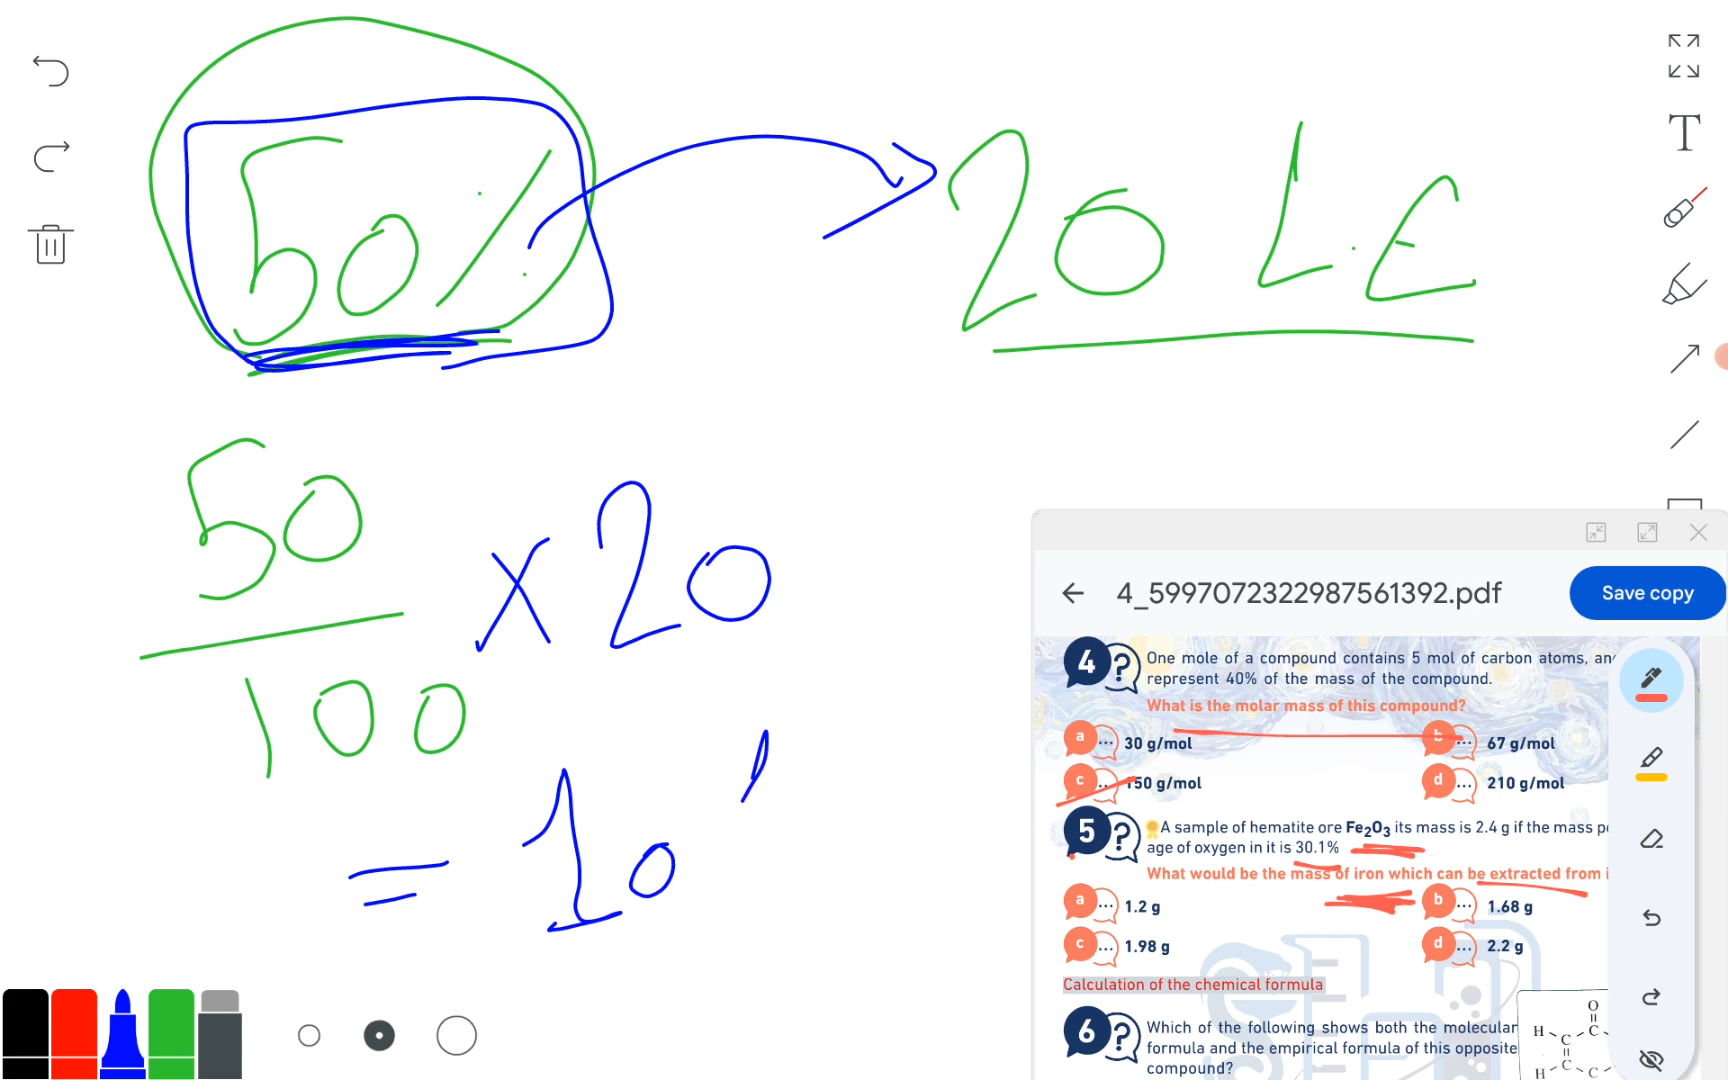 50%
20 L.E
50
100
x 20
= 10
T
4_5997072322987561392.pdf
Save copy
4 ? One mole of a compound contains 5 mol of carbon atoms,
represent 40% of the mass of the compound.
What is the molar mass of this compound?
a ... 30 g/mol
b ... 67 g/mol
c ... 150 g/mol
d ... 210 g/mol
5 ? A sample of hematite ore Fe₂O₃ its mass is 2.4 g if the mass
age of oxygen in it is 30.1%
What would be the mass of iron which can be extracted from
a ... 1.2 g
b ... 1.68 g
c ... 1.98 g
d ... 2.2 g
Calculation of the chemical formula
6 ? Which of the following shows both the molecular
formula and the empirical formula of this opposite
compound?
O
H C C
C
H C